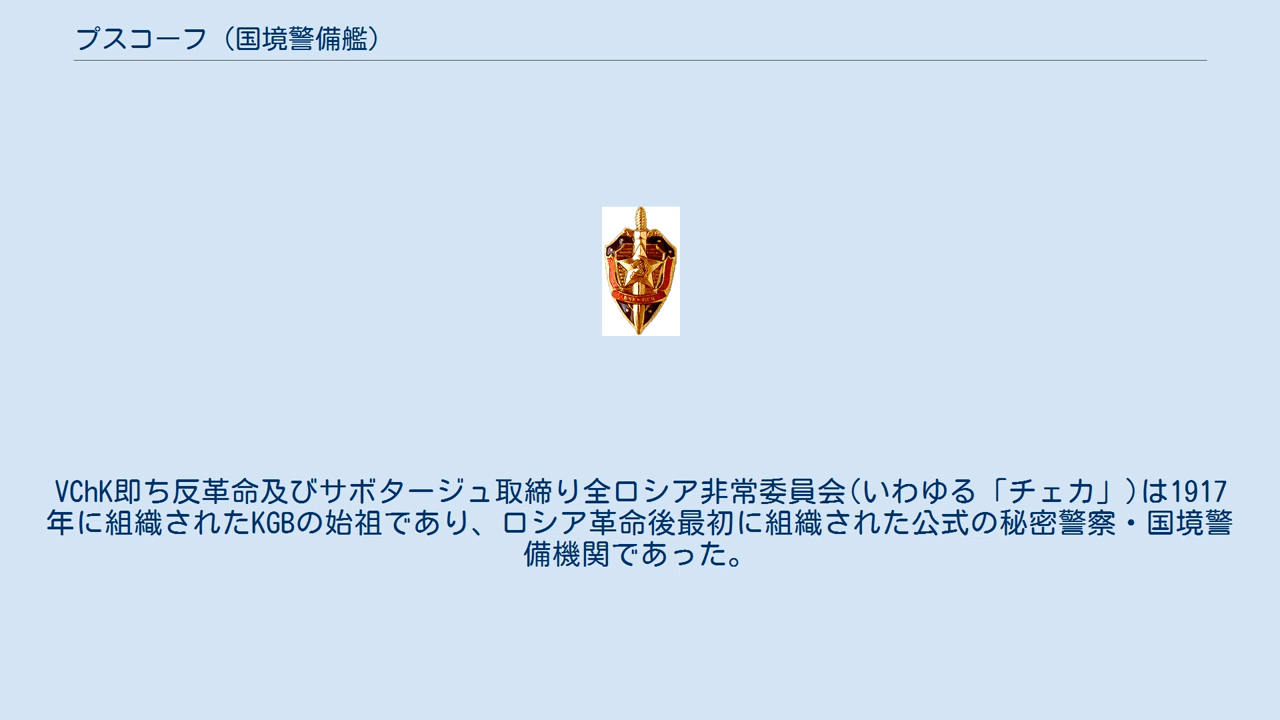 プスコーフ（国境警備艦）
VChK即ち反革命及びサボタージュ取締り全ロシア非常委員会(いわゆる「チェカ」)は1917
年に組織されたKGBの始祖であり、ロシア革命後最初に組織された公式の秘密警察・国境警
備機関であった。